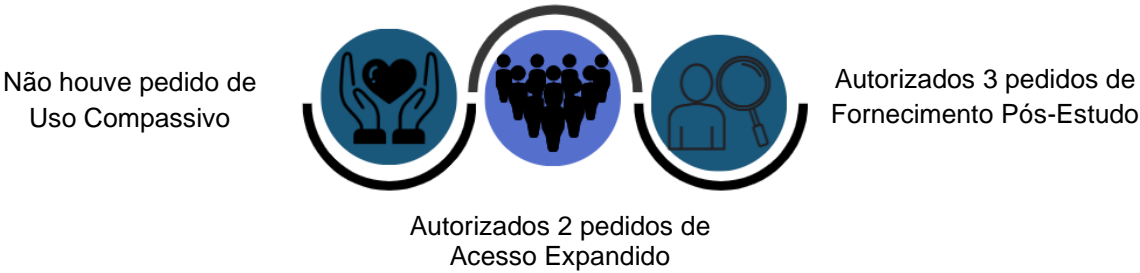 Não houve pedido de
Uso Compassivo
Autorizados 2 pedidos de
Acesso Expandido
Autorizados 3 pedidos de
Fornecimento Pós-Estudo